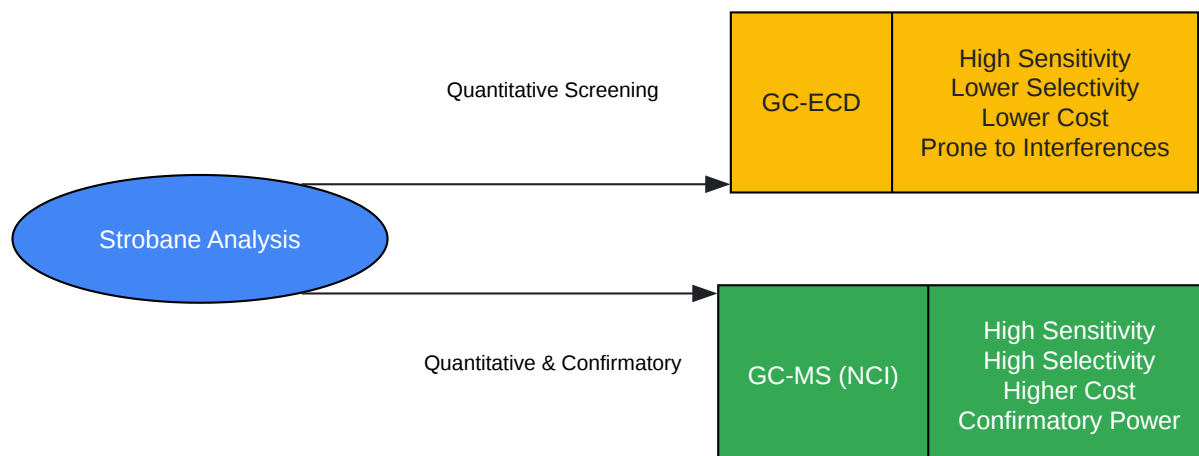 Strobane Analysis
Quantitative Screening
GC-ECD
High Sensitivity
Lower Selectivity
Lower Cost
Prone to Interferences
Quantitative & Confirmatory
GC-MS (NCI)
High Sensitivity
High Selectivity
Higher Cost
Confirmatory Power